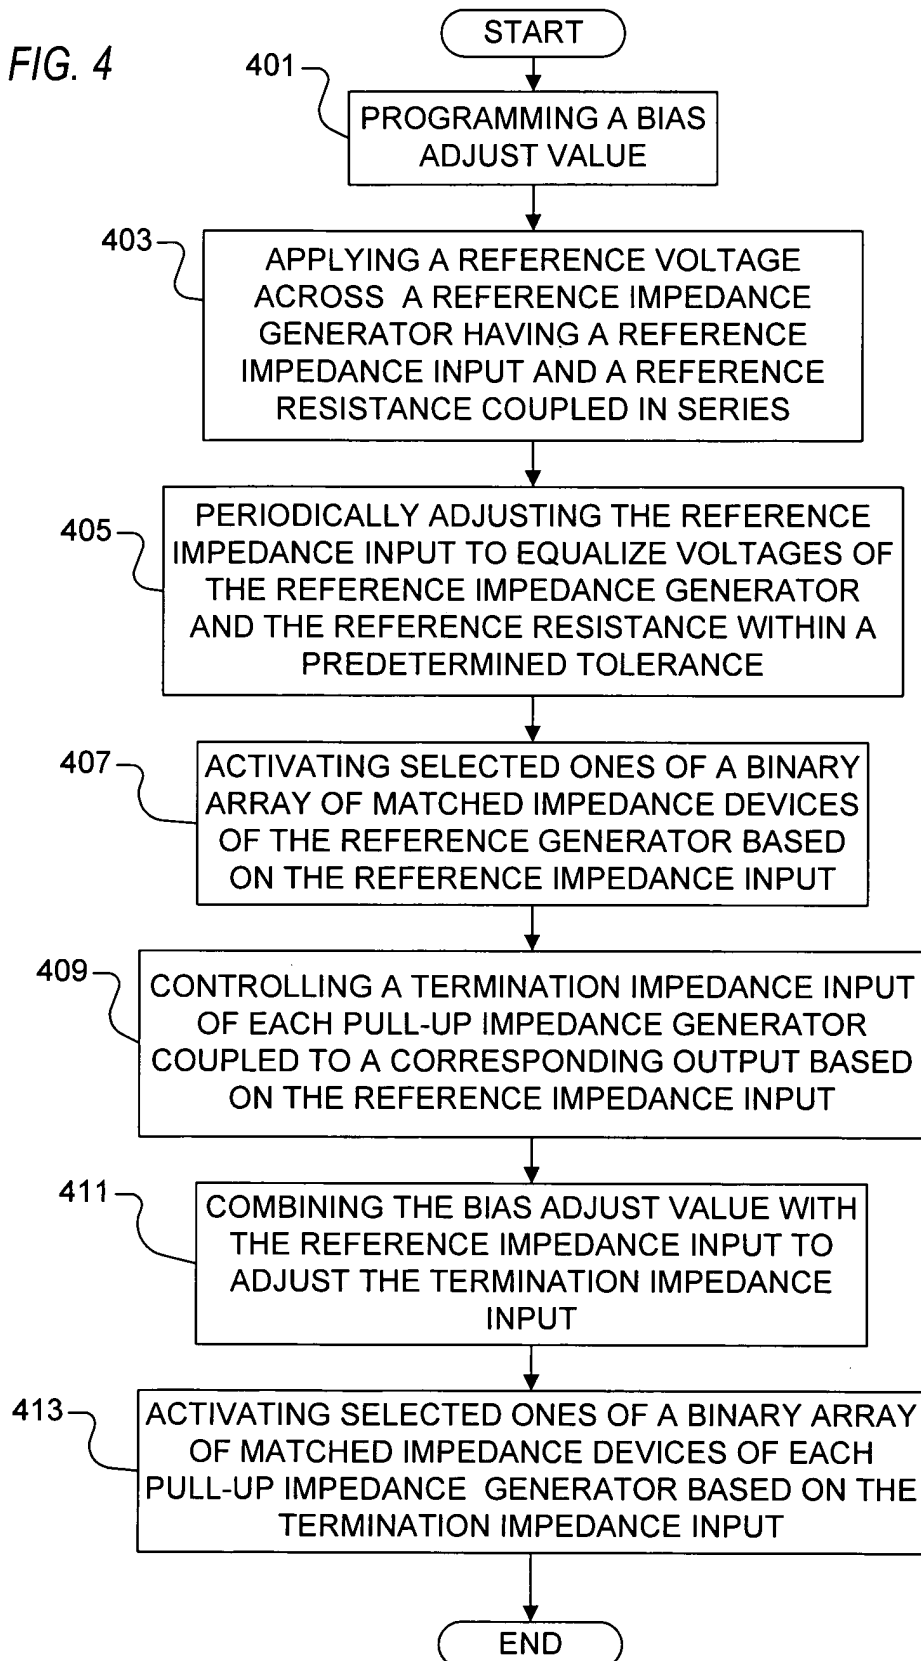 FIG. 4
START
401
PROGRAMMING A BIAS
ADJUST VALUE
403
APPLYING A REFERENCE VOLTAGE
ACROSS A REFERENCE IMPEDANCE
GENERATOR HAVING A REFERENCE
IMPEDANCE INPUT AND A REFERENCE
RESISTANCE COUPLED IN SERIES
405
PERIODICALLY ADJUSTING THE REFERENCE
IMPEDANCE INPUT TO EQUALIZE VOLTAGES OF
THE REFERENCE IMPEDANCE GENERATOR
AND THE REFERENCE RESISTANCE WITHIN A
PREDETERMINED TOLERANCE
407
ACTIVATING SELECTED ONES OF A BINARY
ARRAY OF MATCHED IMPEDANCE DEVICES
OF THE REFERENCE GENERATOR BASED
ON THE REFERENCE IMPEDANCE INPUT
409
CONTROLLING A TERMINATION IMPEDANCE INPUT
OF EACH PULL-UP IMPEDANCE GENERATOR
COUPLED TO A CORRESPONDING OUTPUT BASED
ON THE REFERENCE IMPEDANCE INPUT
411
COMBINING THE BIAS ADJUST VALUE WITH
THE REFERENCE IMPEDANCE INPUT TO
ADJUST THE TERMINATION IMPEDANCE
INPUT
413
ACTIVATING SELECTED ONES OF A BINARY ARRAY
OF MATCHED IMPEDANCE DEVICES OF EACH
PULL-UP IMPEDANCE GENERATOR BASED ON THE
TERMINATION IMPEDANCE INPUT
END